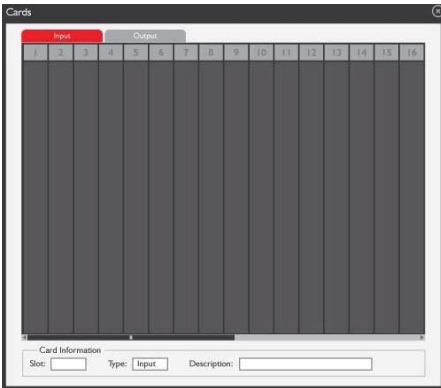 Cards
Input Output
1 2 3 4 5 6 7 8 9 10 11 12 13 14 15 16
Card Information
Slot: Type: Input Description: